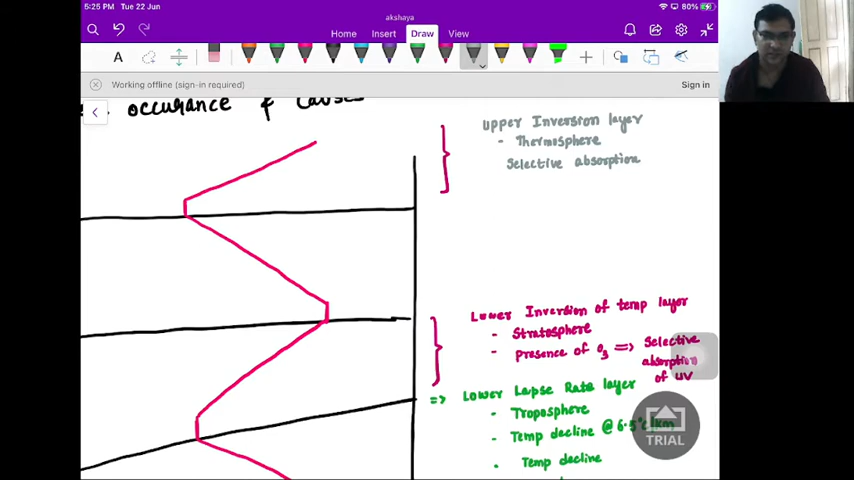 5:25 PM Tue 22 Jun
80%
akshaya
Home Insert Draw View
A
Working offline (sign-in required)
Sign in
occurance & causes
Upper Inversion layer
- Thermosphere
Selective absorption
Lower Inversion of temp layer
- Stratosphere
- presence of O3 => Selective
absorption
of UV
=> Lower Lapse Rate layer
• Troposphere
• Temp decline @ 6.5°c/km
• Temp decline
TRIAL